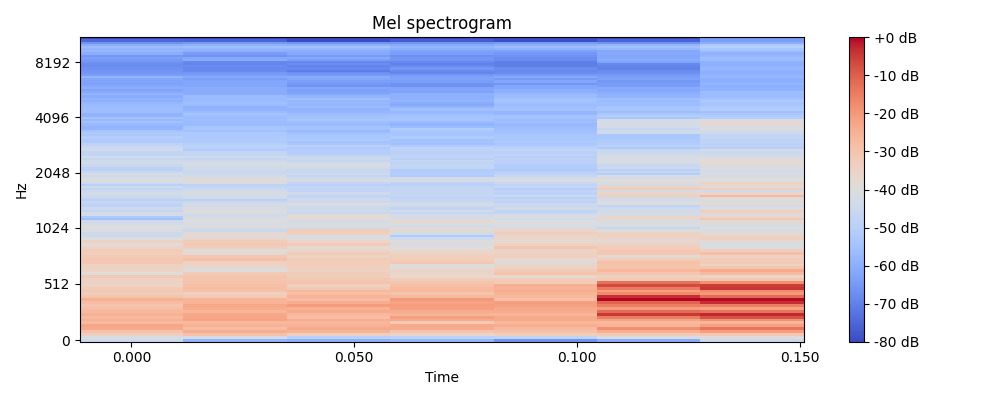 Mel spectrogram
Hz
8192
4096
2048
1024
512
0
0.000 0.050 0.100 0.150
Time
+0 dB
-10 dB
-20 dB
-30 dB
-40 dB
-50 dB
-60 dB
-70 dB
-80 dB